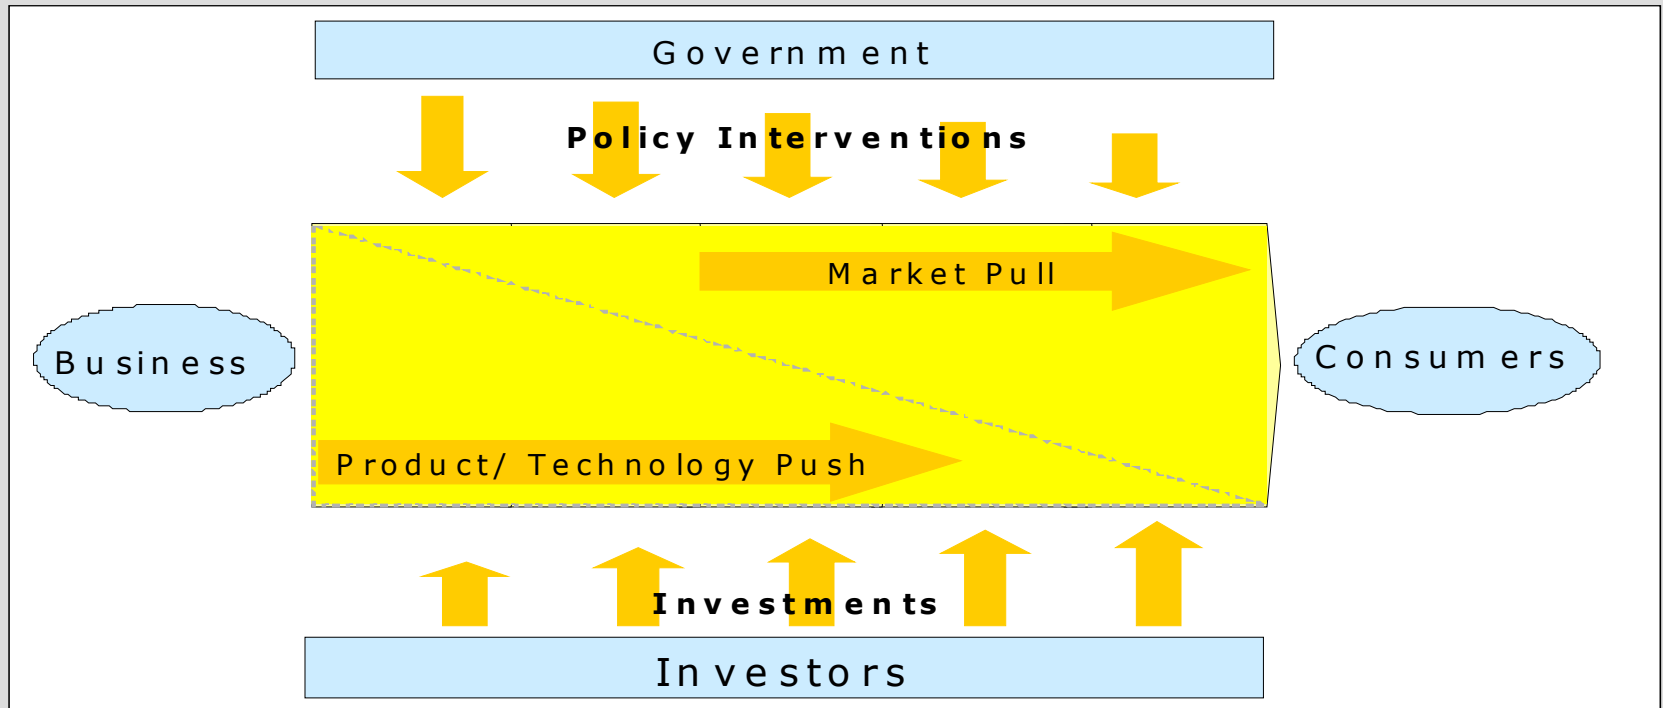 Government
Policy Interventions
Market Pull
Business
Consumers
Product/ Technology Push
Investments
Investors